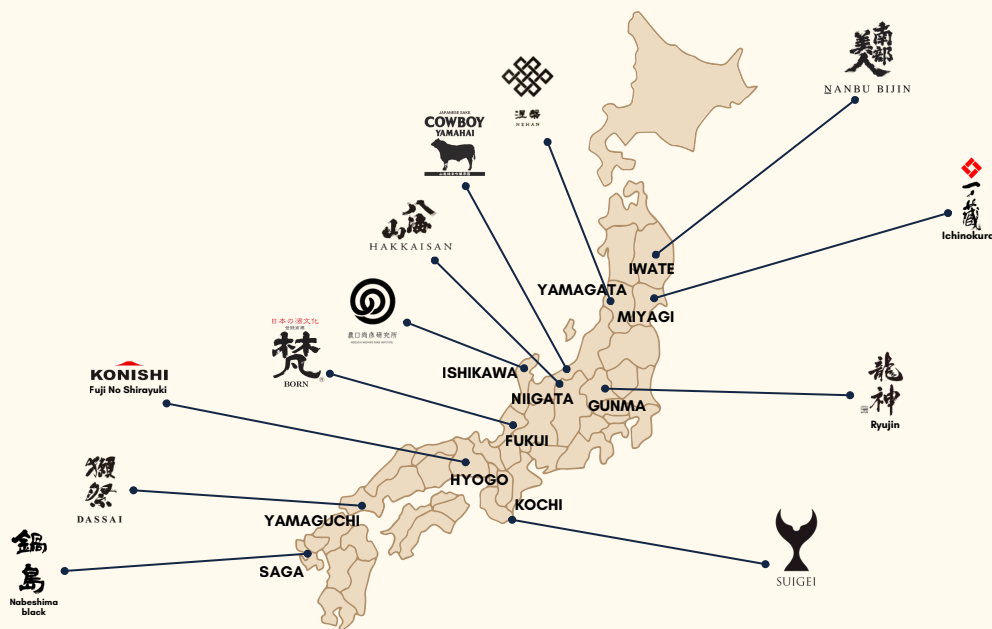 南部
美人
NANBU BIJIN
涅槃
NEHAN
JAPANESE SAKE
COWBOY
YAMAHAI
一ノ蔵
Ichinokura
八海
山
HAKKAISAN
IWATE
YAMAGATA
MIYAGI
農口尚彦研究所
日本の酒文化
梵
BORN
®
KONISHI
Fuji No Shirayuki
ISHIKAWA
NIIGATA
GUNMA
龍
神
Ryujin
FUKUI
HYOGO
獺
祭
DASSAI
KOCHI
YAMAGUCHI
SUIGEI
鍋
島
Nabeshima
black
SAGA